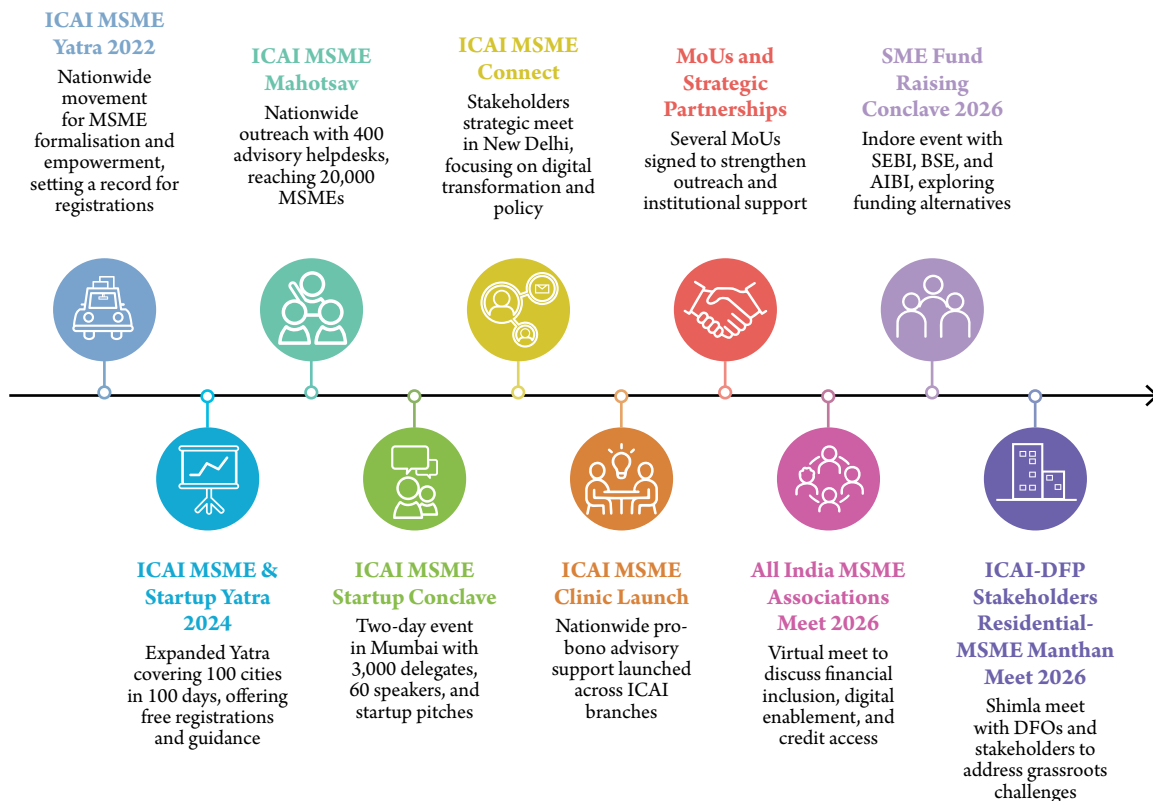 ICAI MSME
Yatra 2022
Nationwide
movement
for MSME
formalisation and
empowerment,
setting a record for
registrations
ICAI MSME
Mahotsav
Nationwide
outreach with 400
advisory helpdesks,
reaching 20,000
MSMEs
ICAI MSME
Connect
Stakeholders
strategic meet
in New Delhi,
focusing on digital
transformation and
policy
MoUs and
Strategic
Partnerships
Several MoUs
signed to strengthen
outreach and
institutional support
SME Fund
Raising
Conclave 2026
Indore event with
SEBI, BSE, and
AIBI, exploring
funding alternatives
ICAI MSME &
Startup Yatra
2024
Expanded Yatra
covering 100 cities
in 100 days, offering
free registrations
and guidance
ICAI MSME
Startup Conclave
Two-day event
in Mumbai with
3,000 delegates,
60 speakers, and
startup pitches
ICAI MSME
Clinic Launch
Nationwide pro-
bono advisory
support launched
across ICAI
branches
All India MSME
Associations
Meet 2026
Virtual meet to
discuss financial
inclusion, digital
enablement, and
credit access
ICAI-DFP
Stakeholders
Residential-
MSME Manthan
Meet 2026
Shimla meet
with DFOs and
stakeholders to
address grassroots
challenges